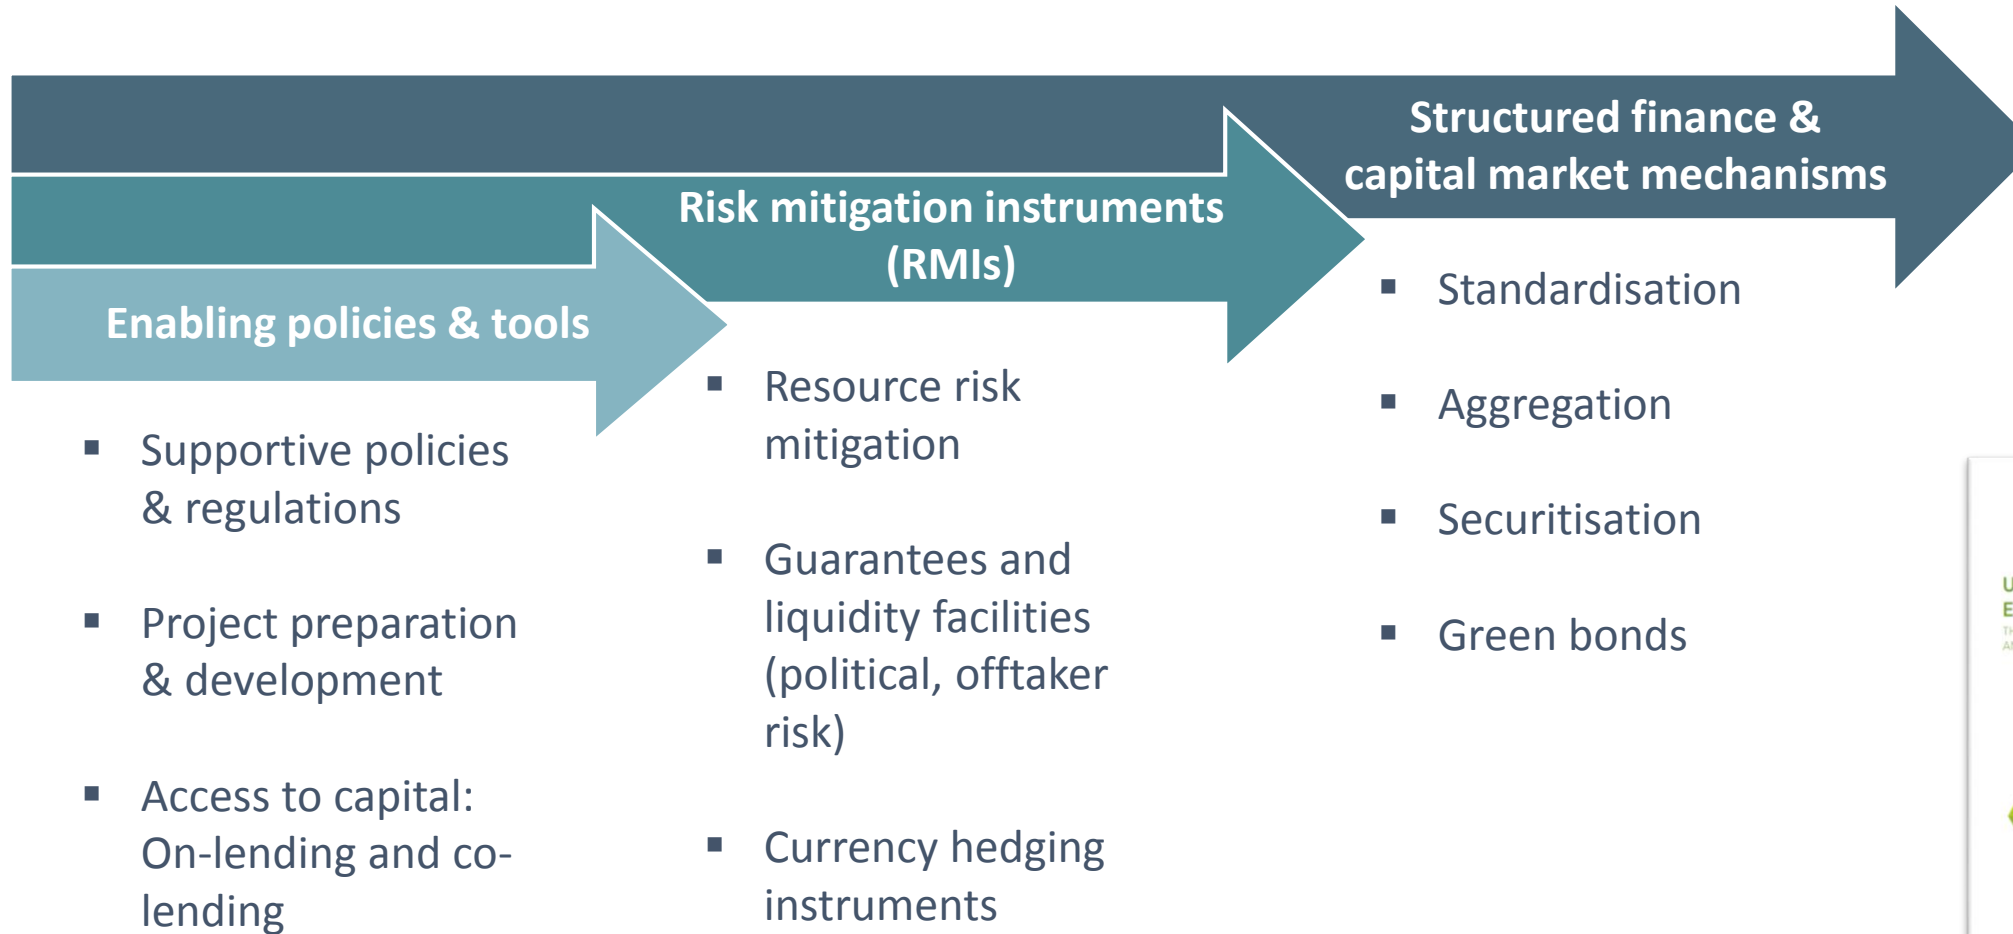 Structured finance &
capital market mechanisms
Risk mitigation instruments
(RMIs)
Enabling policies & tools
▪ Supportive policies
& regulations
▪ Project preparation
& development
▪ Access to capital:
On-lending and co-
lending
▪ Resource risk
mitigation
▪ Guarantees and
liquidity facilities
(political, offtaker
risk)
▪ Currency hedging
instruments
▪ Standardisation
▪ Aggregation
▪ Securitisation
▪ Green bonds